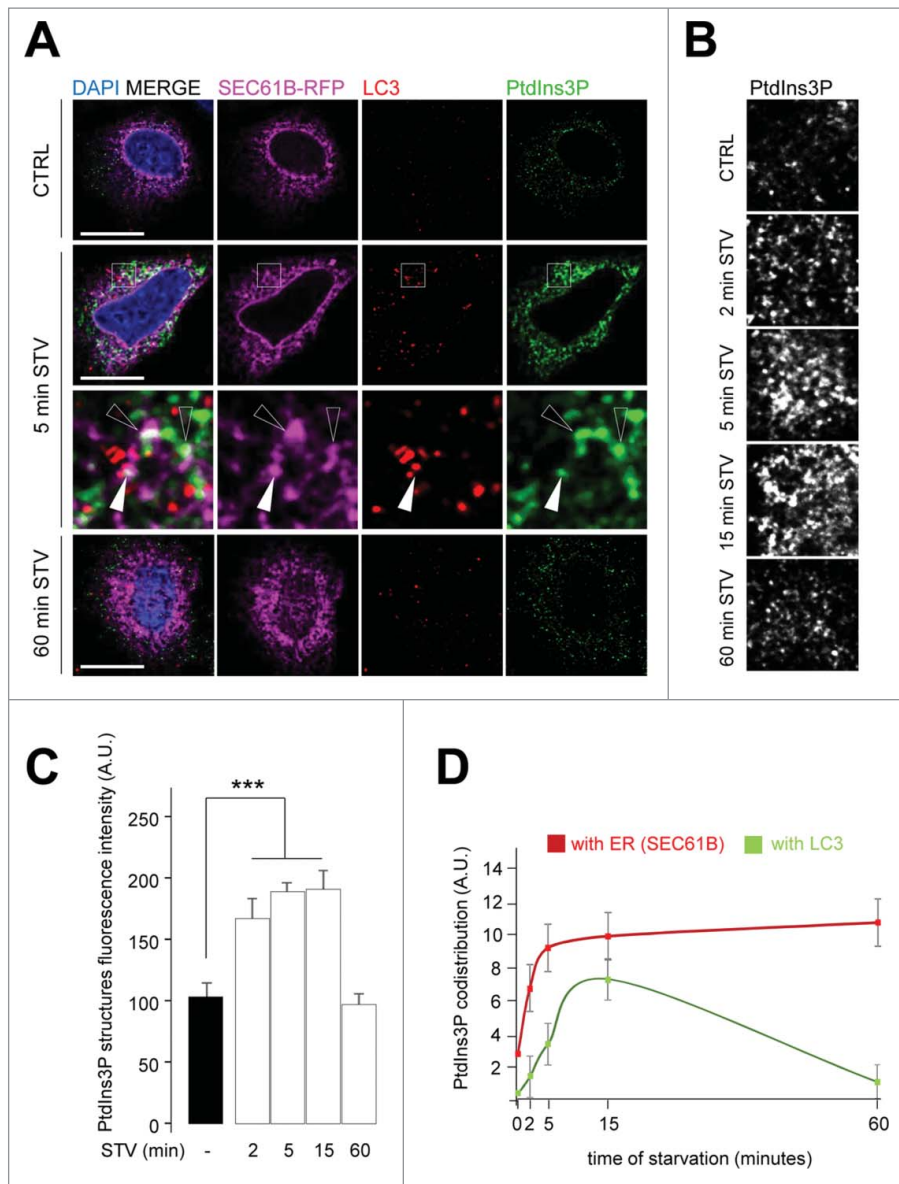 A
DAPI MERGE SEC61B-RFP LC3 PtdIns3P
CTRL
5 min STV
60 min STV
B
PtdIns3P
CTRL
2 min STV
5 min STV
15 min STV
60 min STV
C
PtdIns3P structures fluorescence intensity (A.U.)
250
200
150
100
50
0
***
STV (min) - 2 5 15 60
D
with ER (SEC61B) with LC3
PtdIns3P codistribution (A.U.)
14
12
10
8
6
4
2
0 2 5 15 60
time of starvation (minutes)